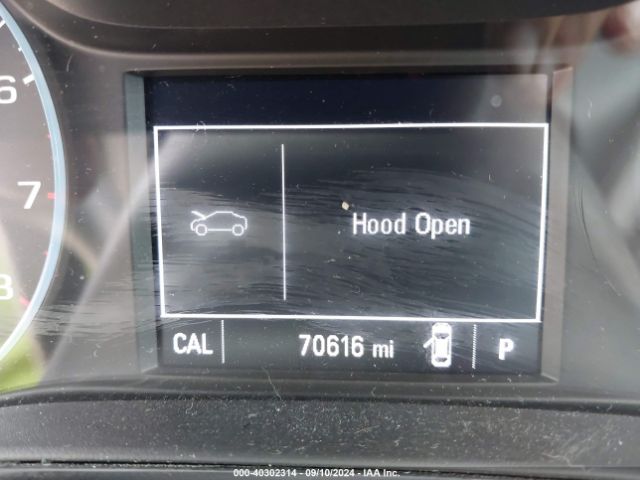 6
7
8
Hood Open
CAL
70616 mi
P
000-40302314 - 09/10/2024 - IAA Inc.